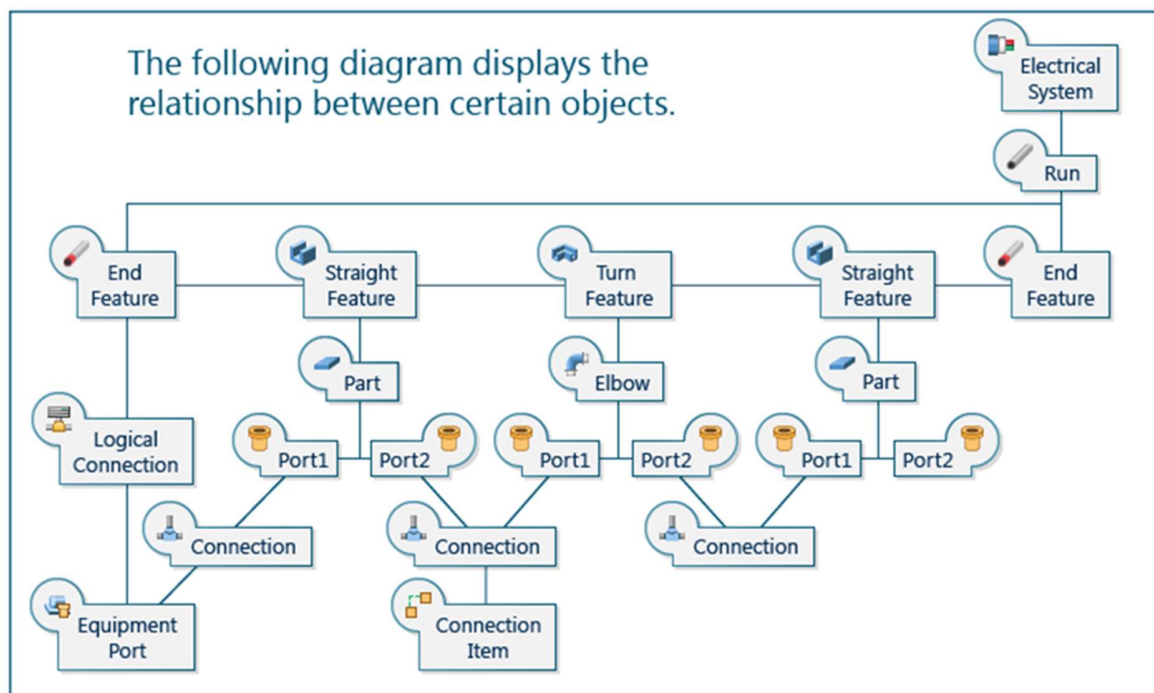 The following diagram displays the
relationship between certain objects.
Electrical
System
Run
End
Feature
Straight
Feature
Turn
Feature
Straight
Feature
End
Feature
Part
Elbow
Part
Logical
Connection
Port1
Port2
Port1
Port2
Port1
Port2
Connection
Connection
Connection
Equipment
Port
Connection
Item